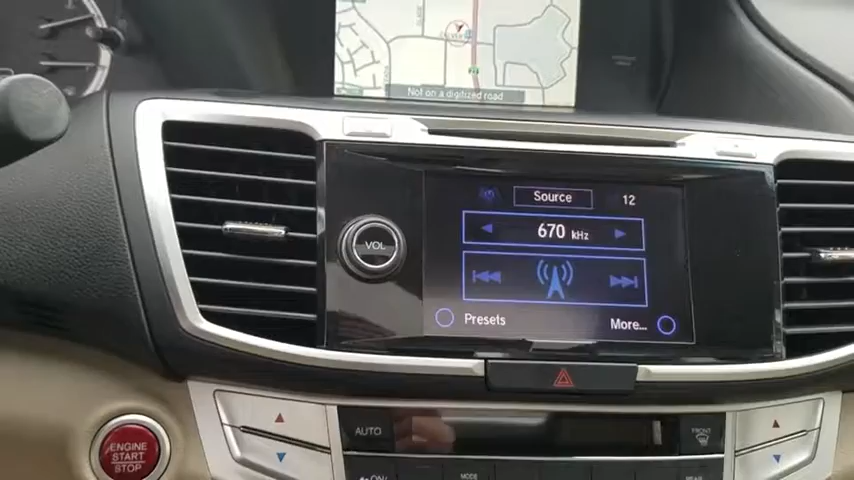 Not on a digitized road
Source
12
670 kHz
VOL
Presets
More...
AUTO
FRONT
MODE
ENGINE
START
STOP